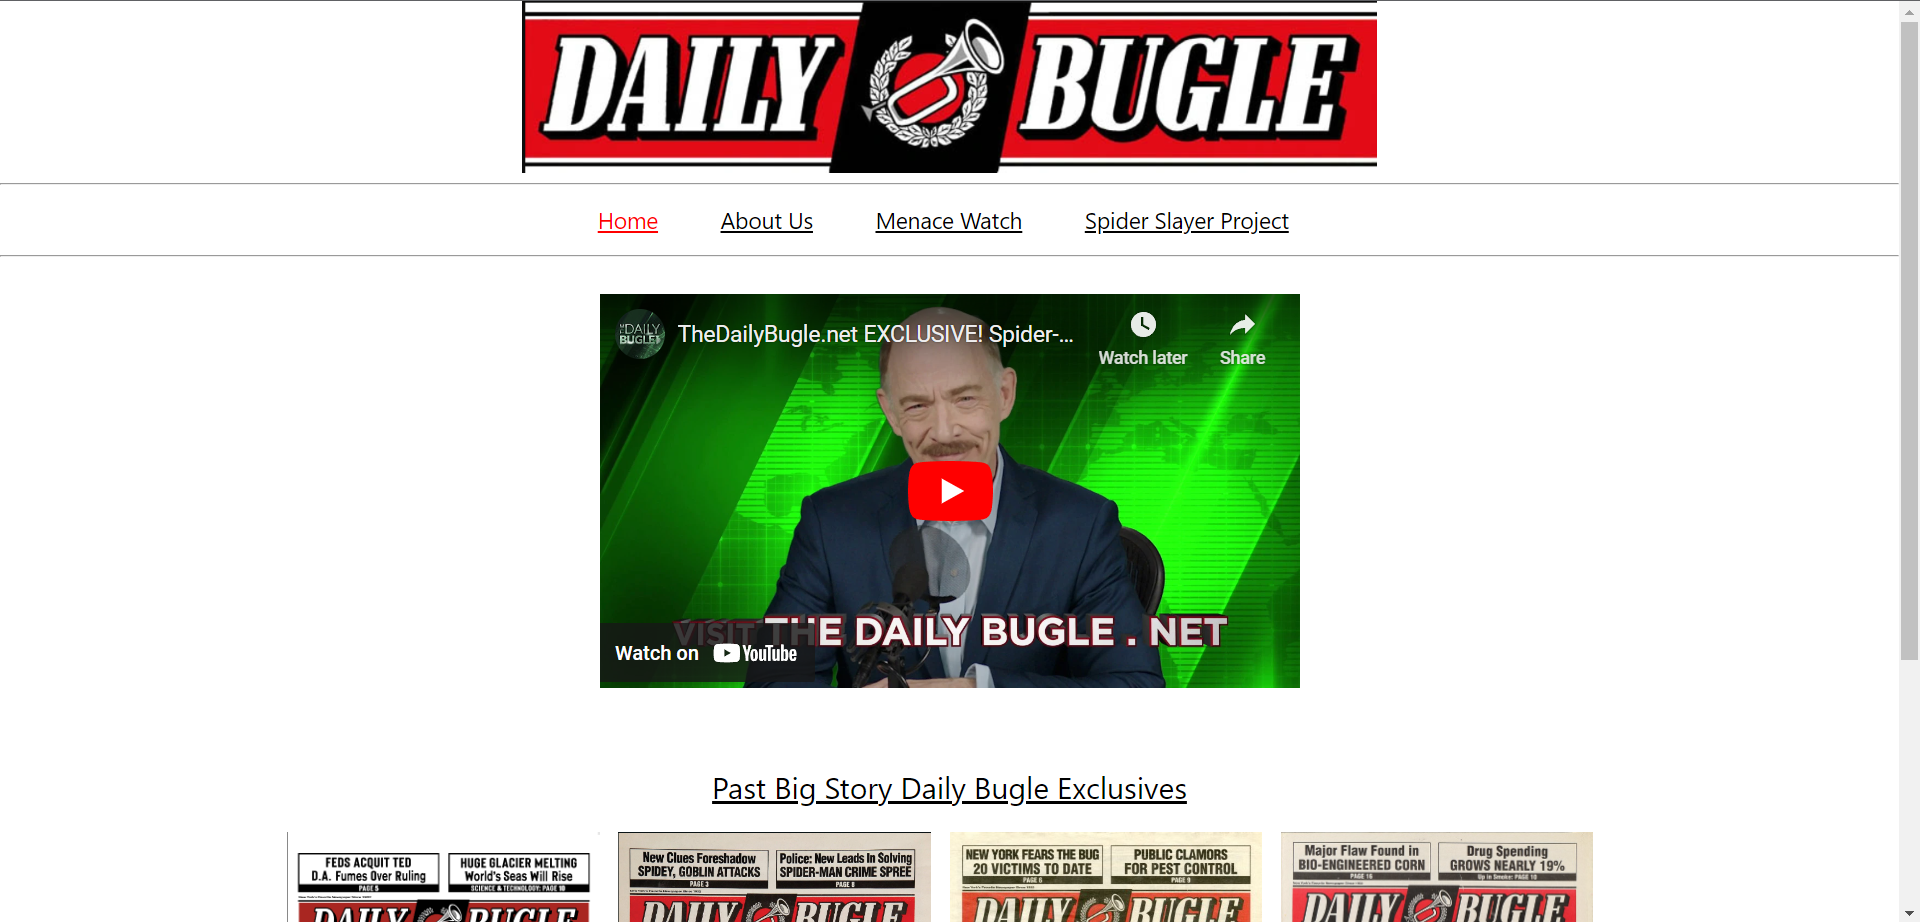 DAILY BUGLE
Home About Us Menace Watch Spider Slayer Project
THE DAILY BUGLE
TheDailyBugle.net EXCLUSIVE! Spider-...
Watch later Share
VISIT THE DAILY BUGLE . NET
Watch on YouTube
Past Big Story Daily Bugle Exclusives
FEDS ACQUIT TED
D.A. Fumes Over Ruling
PAGE 5
HUGE GLACIER MELTING
World's Seas Will Rise
SCIENCE & TECHNOLOGY: PAGE 10
DAILY BUGLE
New Clues Foreshadow
SPIDEY, GOBLIN ATTACKS
PAGE 3
Police: New Leads In Solving
SPIDER-MAN CRIME SPREE
PAGE 8
DAILY BUGLE
NEW YORK FEARS THE BUG
20 VICTIMS TO DATE
PAGE 6
PUBLIC CLAMORS
FOR PEST CONTROL
PAGE 9
DAILY BUGLE
Major Flaw Found in
BIO-ENGINEERED CORN
PAGE 16
Drug Spending
GROWS NEARLY 19%
Up in Smoke: PAGE 10
DAILY BUGLE